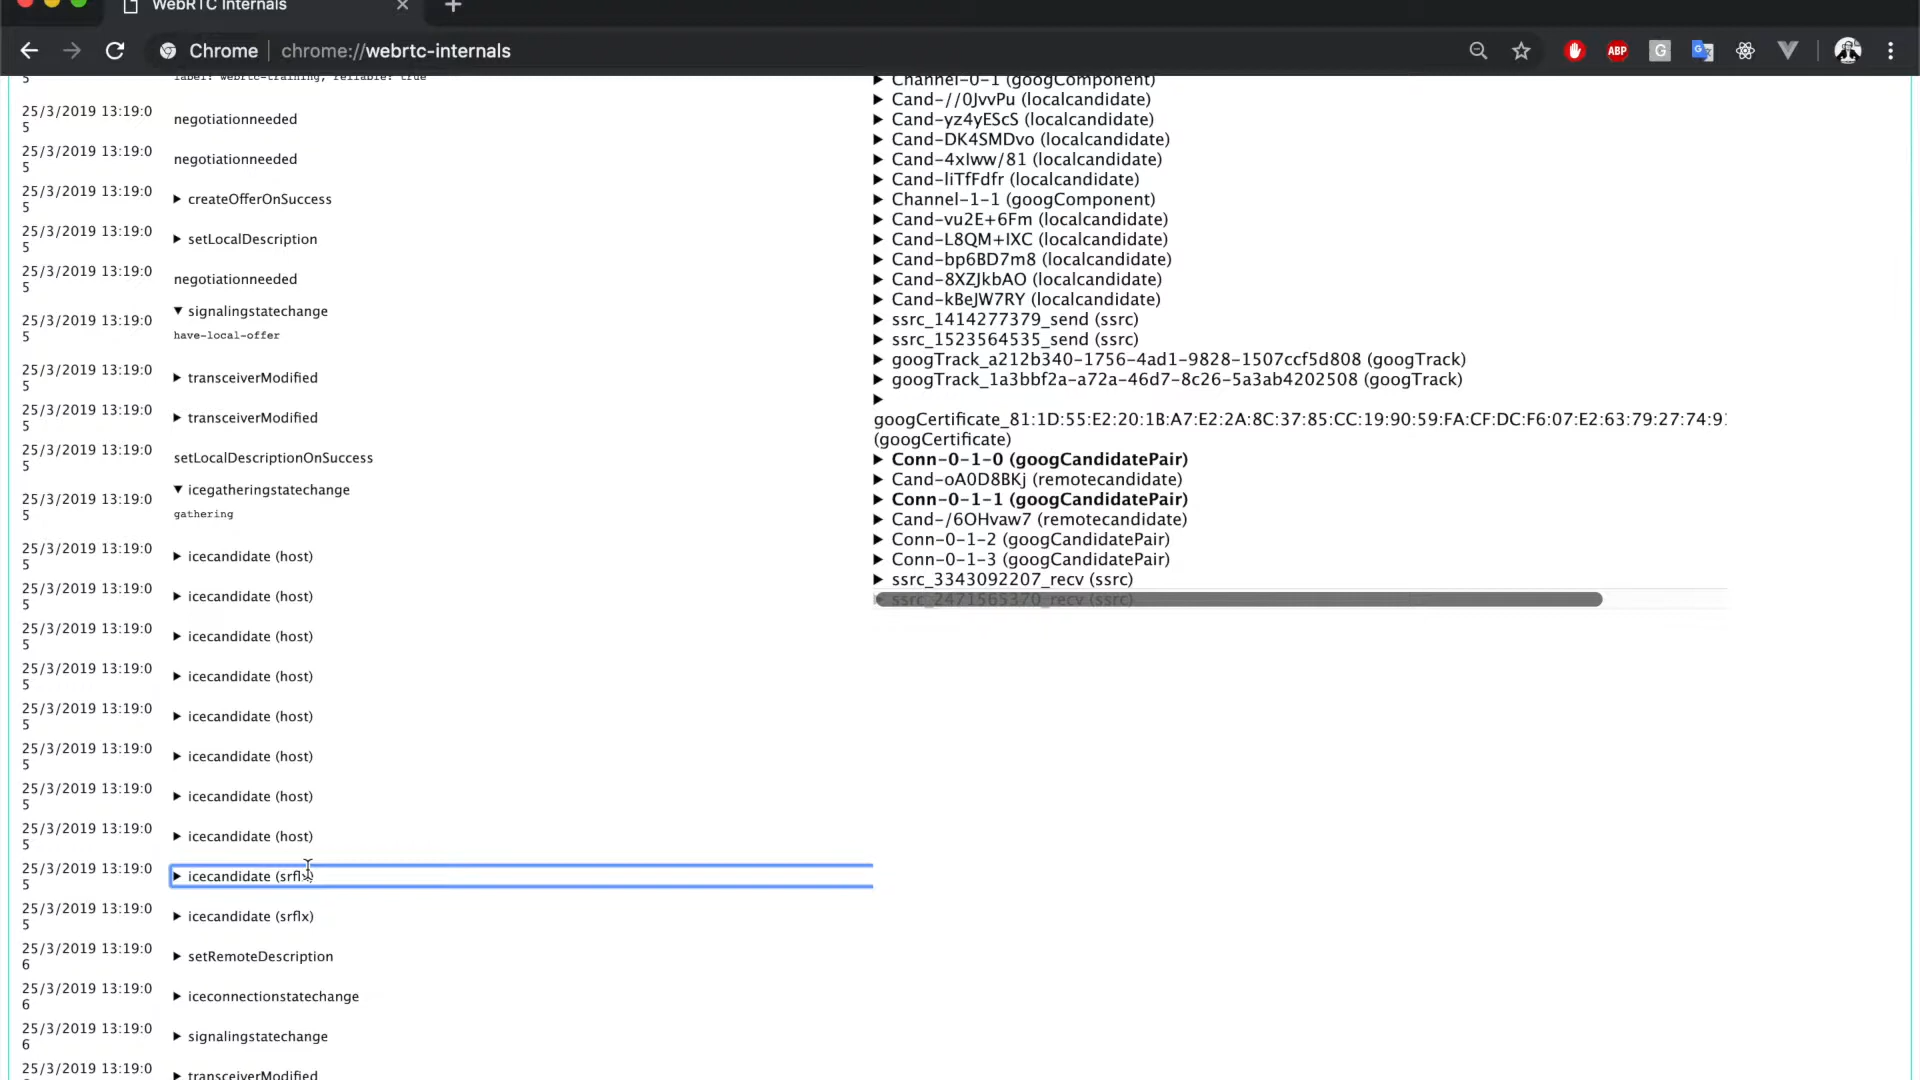 WebRTC Internals
Chrome | chrome://webrtc-internals
5 label: webrtc-training, reliable: true
25/3/2019 13:19:0
5
negotiationneeded
25/3/2019 13:19:0
5
negotiationneeded
25/3/2019 13:19:0
5
createOfferOnSuccess
25/3/2019 13:19:0
5
setLocalDescription
25/3/2019 13:19:0
5
negotiationneeded
25/3/2019 13:19:0
5
signalingstatechange
have-local-offer
25/3/2019 13:19:0
5
transceiverModified
25/3/2019 13:19:0
5
transceiverModified
25/3/2019 13:19:0
5
setLocalDescriptionOnSuccess
25/3/2019 13:19:0
5
icegatheringstatechange
gathering
25/3/2019 13:19:0
5
icecandidate (host)
25/3/2019 13:19:0
5
icecandidate (host)
25/3/2019 13:19:0
5
icecandidate (host)
25/3/2019 13:19:0
5
icecandidate (host)
25/3/2019 13:19:0
5
icecandidate (host)
25/3/2019 13:19:0
5
icecandidate (host)
25/3/2019 13:19:0
5
icecandidate (host)
25/3/2019 13:19:0
5
icecandidate (host)
25/3/2019 13:19:0
5
icecandidate (srflx)
25/3/2019 13:19:0
5
icecandidate (srflx)
25/3/2019 13:19:0
6
setRemoteDescription
25/3/2019 13:19:0
6
iceconnectionstatechange
25/3/2019 13:19:0
6
signalingstatechange
25/3/2019 13:19:0
transceiverModified
Channel-0-1 (googComponent)
Cand-//0JvvPu (localcandidate)
Cand-yz4yEScS (localcandidate)
Cand-DK4SMDvo (localcandidate)
Cand-4xIww/81 (localcandidate)
Cand-liTfFdfr (localcandidate)
Channel-1-1 (googComponent)
Cand-vu2E+6Fm (localcandidate)
Cand-L8QM+IXC (localcandidate)
Cand-bp6BD7m8 (localcandidate)
Cand-8XZJkbAO (localcandidate)
Cand-kBeJW7RY (localcandidate)
ssrc_1414277379_send (ssrc)
ssrc_1523564535_send (ssrc)
googTrack_a212b340-1756-4ad1-9828-1507ccf5d808 (googTrack)
googTrack_1a3bbf2a-a72a-46d7-8c26-5a3ab4202508 (googTrack)
googCertificate_81:1D:55:E2:20:1B:A7:E2:2A:8C:37:85:CC:19:90:59:FA:CF:DC:F6:07:E2:63:79:27:74:91
(googCertificate)
Conn-0-1-0 (googCandidatePair)
Cand-oA0D8BKj (remotecandidate)
Conn-0-1-1 (googCandidatePair)
Cand-/6OHvaw7 (remotecandidate)
Conn-0-1-2 (googCandidatePair)
Conn-0-1-3 (googCandidatePair)
ssrc_3343092207_recv (ssrc)
ssrc_2471565370_recv (ssrc)
ABP
G